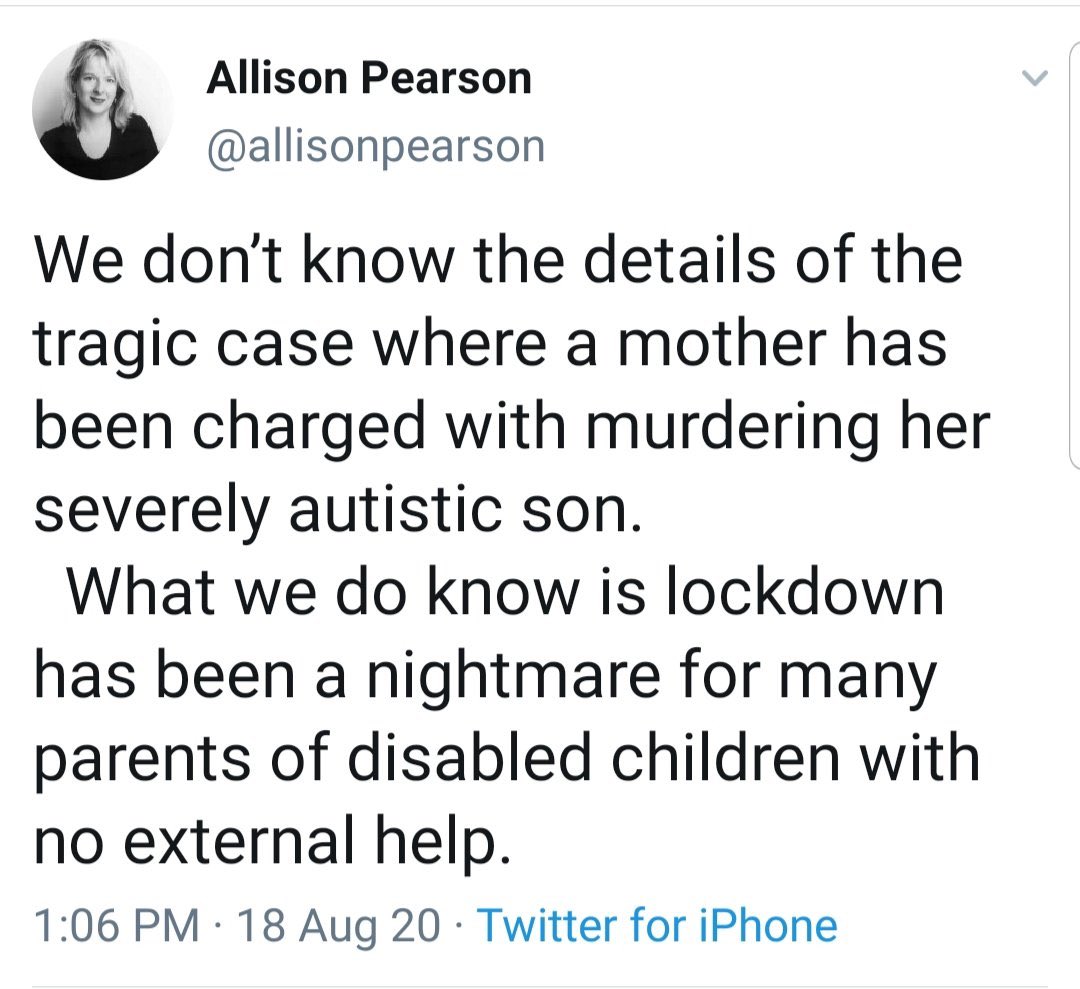 Allison Pearson
@allisonpearson
We don’t know the details of the
tragic case where a mother has
been charged with murdering her
severely autistic son.
What we do know is lockdown
has been a nightmare for many
parents of disabled children with
no external help.
1:06 PM · 18 Aug 20 · Twitter for iPhone